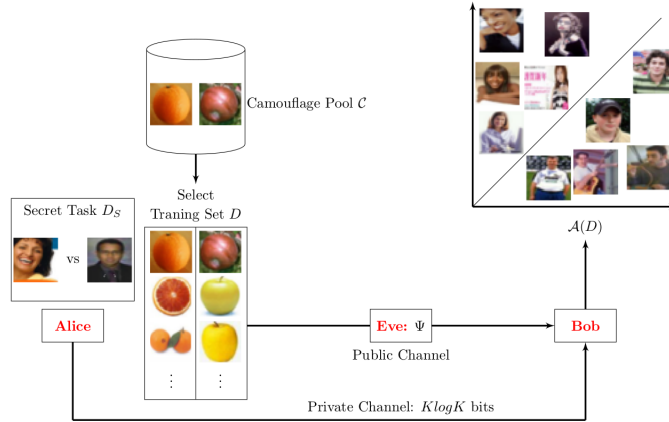 Camouflage Pool C
Select
Traning Set D
Secret Task D_S
vs
Alice
Eve: Ψ
Public Channel
Bob
A(D)
Private Channel: KlogK bits